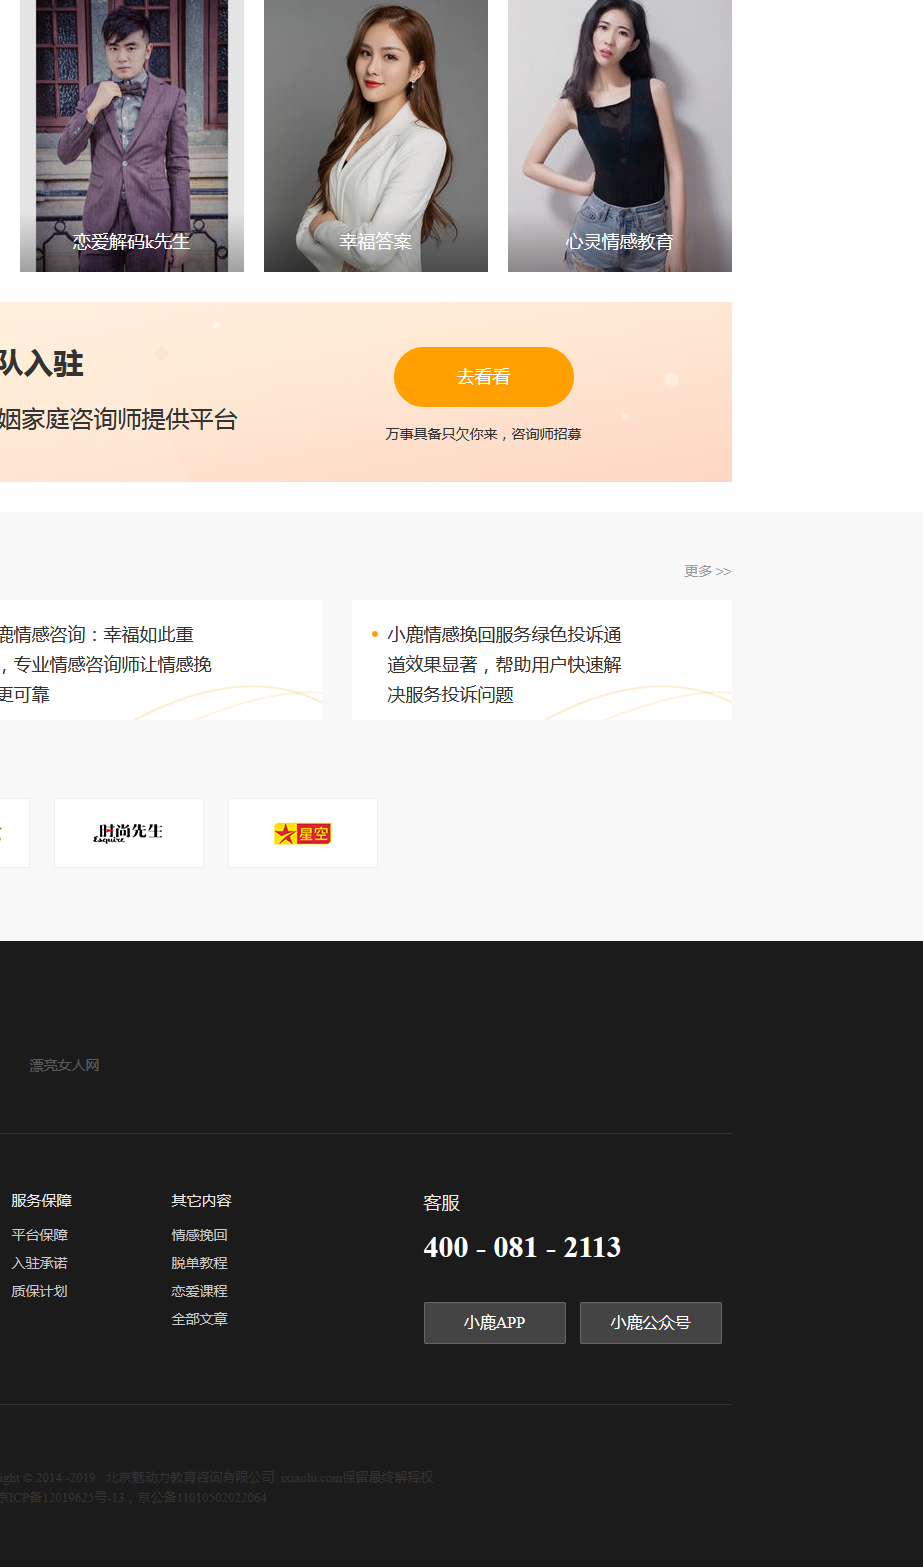 恋爱解码k先生
幸福答案
心灵情感教育
队入驻
姻家庭咨询师提供平台
去看看
万事具备只欠你来，咨询师招募
更多 >>
鹿情感咨询：幸福如此重
，专业情感咨询师让情感挽
更可靠
小鹿情感挽回服务绿色投诉通
道效果显著，帮助用户快速解
决服务投诉问题
时尚先生
Esquire
星空
漂亮女人网
服务保障
平台保障
入驻承诺
质保计划
其它内容
情感挽回
脱单教程
恋爱课程
全部文章
客服
400 - 081 - 2113
小鹿APP
小鹿公众号
ight © 2014 -2019 北京魅动力教育咨询有限公司 ixiaolu.com保留最终解释权
京ICP备12019625号-13，京公备11010502022064